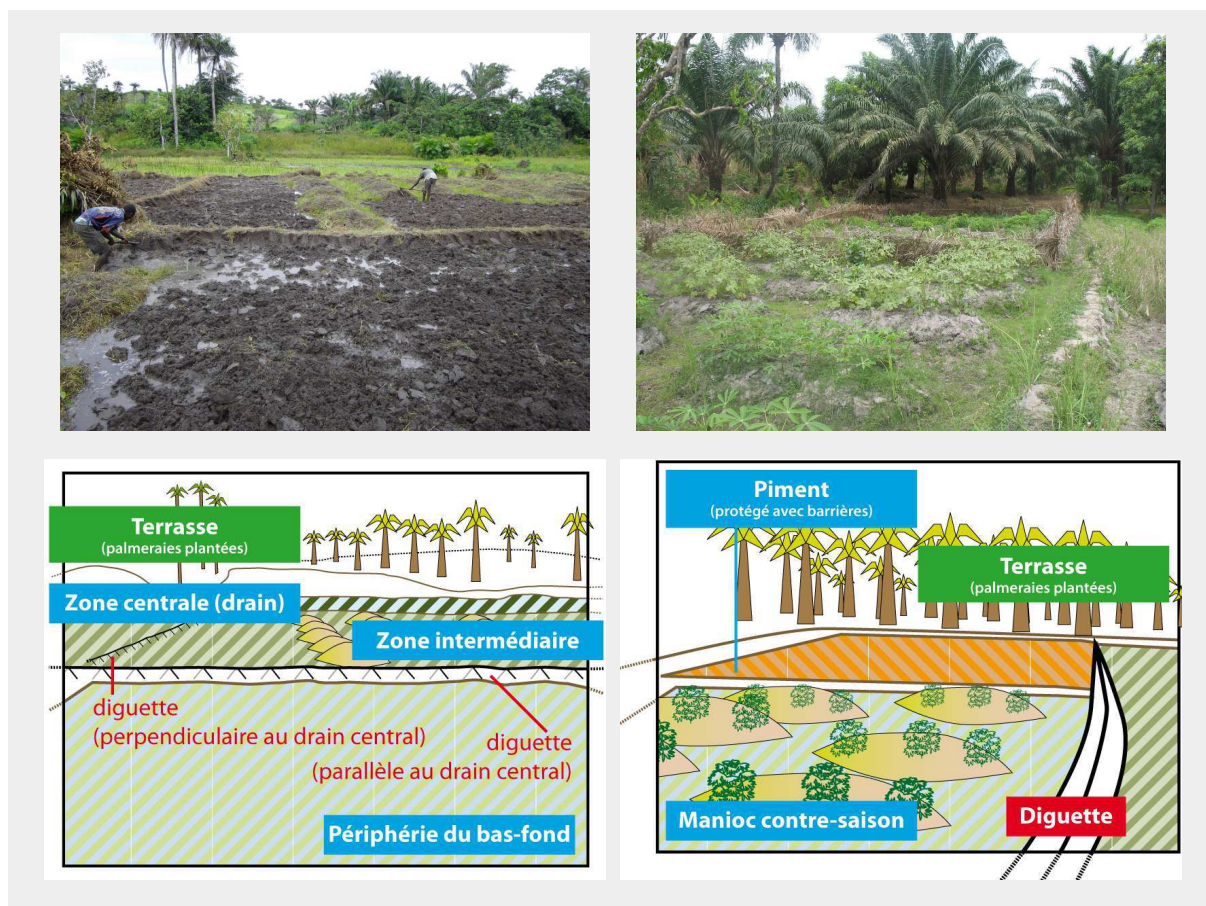 Terrasse
(palmeraies plantées)
Zone centrale (drain)
Zone intermédiaire
diguette
(perpendiculaire au drain central)
diguette
(parallèle au drain central)
Périphérie du bas-fond
Piment
(protégé avec barrières)
Terrasse
(palmeraies plantées)
Manioc contre-saison
Diguette